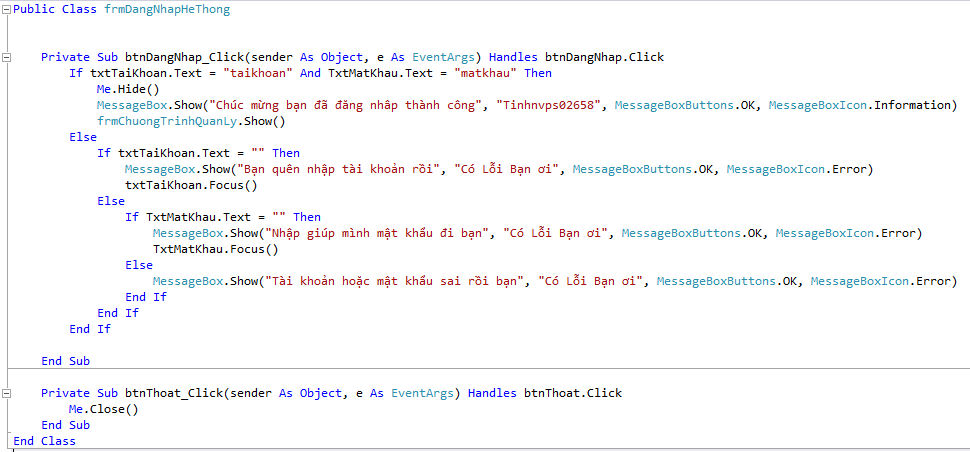 Public Class frmDangNhapHeThong
Private Sub btnDangNhap_Click(sender As Object, e As EventArgs) Handles btnDangNhap.Click
If txtTaiKhoan.Text = "taikhoan" And TxtMatKhau.Text = "matkhau" Then
Me.Hide()
MessageBox.Show("Chúc mừng bạn đã đăng nhâp thành công", "Tinhnvps02658", MessageBoxButtons.OK, MessageBoxIcon.Information)
frmChuongTrinhQuanLy.Show()
Else
If txtTaiKhoan.Text = "" Then
MessageBox.Show("Bạn quên nhập tài khoản rồi", "Có Lỗi Bạn ơi", MessageBoxButtons.OK, MessageBoxIcon.Error)
txtTaiKhoan.Focus()
Else
If TxtMatKhau.Text = "" Then
MessageBox.Show("Nhập giúp mình mật khẩu đi bạn", "Có Lỗi Bạn ơi", MessageBoxButtons.OK, MessageBoxIcon.Error)
TxtMatKhau.Focus()
Else
MessageBox.Show("Tài khoản hoặc mật khẩu sai rồi bạn", "Có Lỗi Bạn ơi", MessageBoxButtons.OK, MessageBoxIcon.Error)
End If
End If
End If
End Sub
Private Sub btnThoat_Click(sender As Object, e As EventArgs) Handles btnThoat.Click
Me.Close()
End Sub
End Class